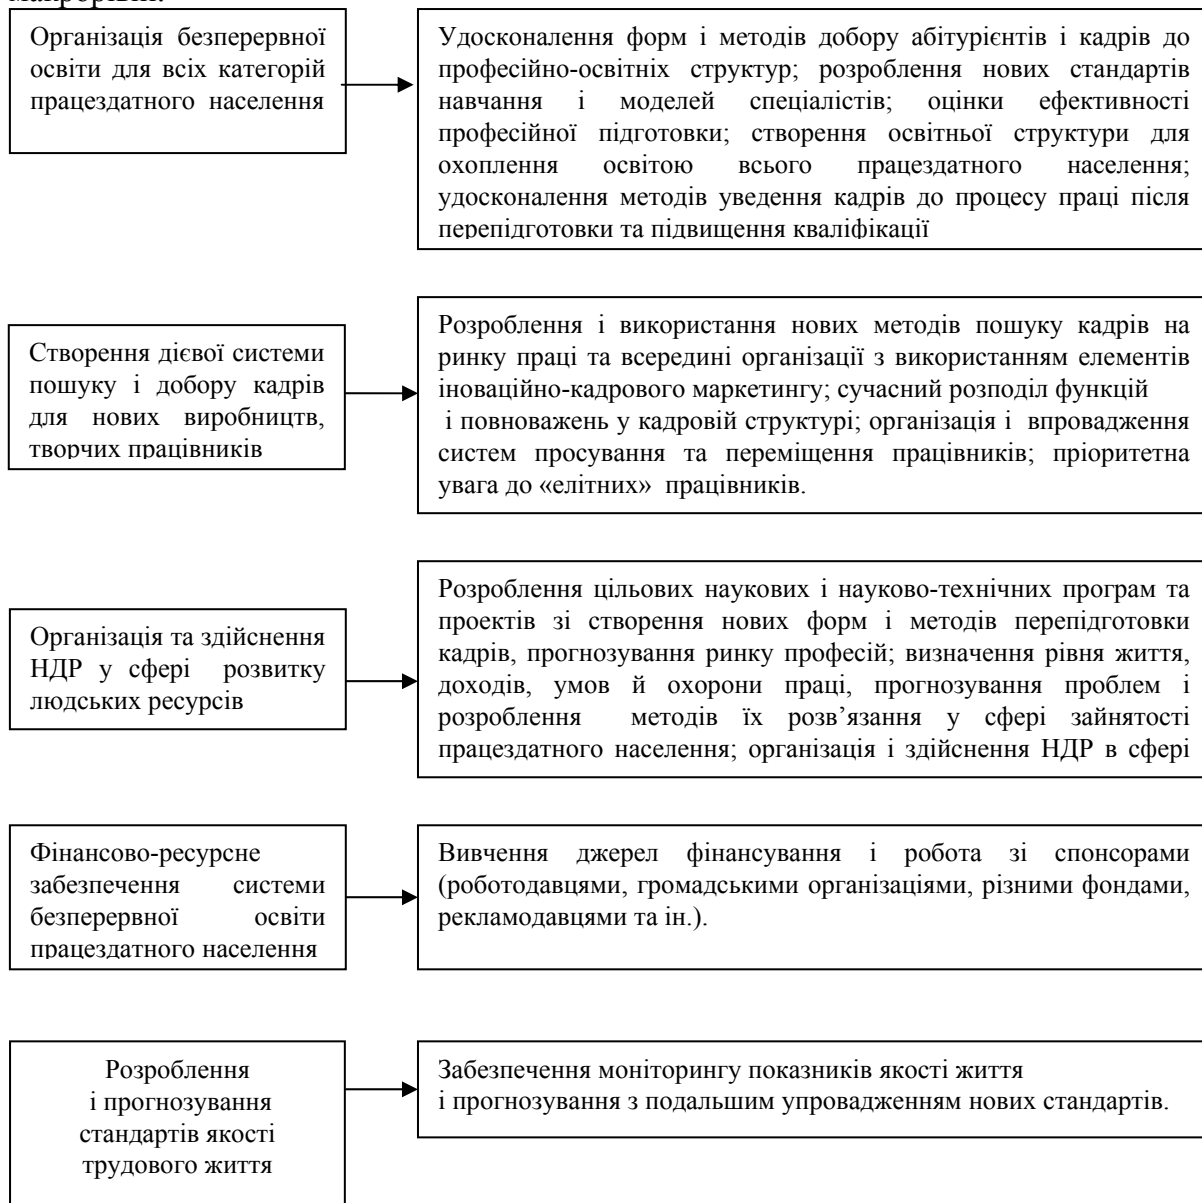 Організація безперервної
освіти для всіх категорій
працездатного населення
Удосконалення форм і методів добору абітурієнтів і кадрів до
професійно-освітніх структур; розроблення нових стандартів
навчання і моделей спеціалістів; оцінки ефективності
професійної підготовки; створення освітньої структури для
охоплення освітою всього працездатного населення;
удосконалення методів уведення кадрів до процесу праці після
перепідготовки та підвищення кваліфікації
Створення дієвої системи
пошуку і добору кадрів
для нових виробництв,
творчих працівників
Розроблення і використання нових методів пошуку кадрів на
ринку праці та всередині організації з використанням елементів
іноваційно-кадрового маркетингу; сучасний розподіл функцій
і повноважень у кадровій структурі; організація і впровадження
систем просування та переміщення працівників; пріоритетна
увага до «елітних» працівників.
Організація та здійснення
НДР у сфері розвитку
людських ресурсів
Розроблення цільових наукових і науково-технічних програм та
проектів зі створення нових форм і методів перепідготовки
кадрів, прогнозування ринку професій; визначення рівня життя,
доходів, умов й охорони праці, прогнозування проблем і
розроблення методів їх розв’язання у сфері зайнятості
працездатного населення; організація і здійснення НДР в сфері
Фінансово-ресурсне
забезпечення системи
безперервної освіти
працездатного населення
Вивчення джерел фінансування і робота зі спонсорами
(роботодавцями, громадськими організаціями, різними фондами,
рекламодавцями та ін.).
Розроблення
і прогнозування
стандартів якості
трудового життя
Забезпечення моніторингу показників якості життя
і прогнозування з подальшим упровадженням нових стандартів.